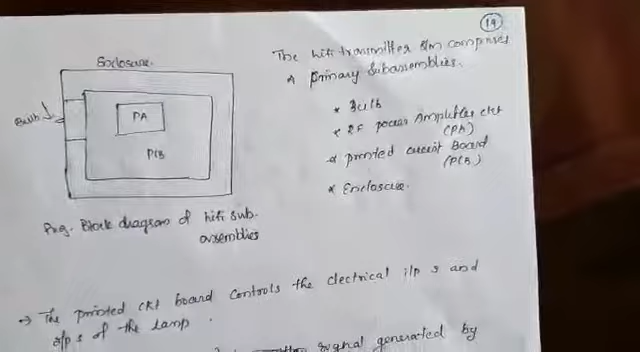 19
Enclosure.
Bulb
PA
PCB
Fig. Block diagram of hifi sub-
assemblies
The hifi transmitter s/m comprises
4 primary subassemblies.
* Bulb
* RF power Amplifier ckt
(PA)
* printed circuit Board
(PCB)
* Enclosure.
→ The printed ckt board controls the electrical i/p s and
o/p s of the lamp.
signal generated by